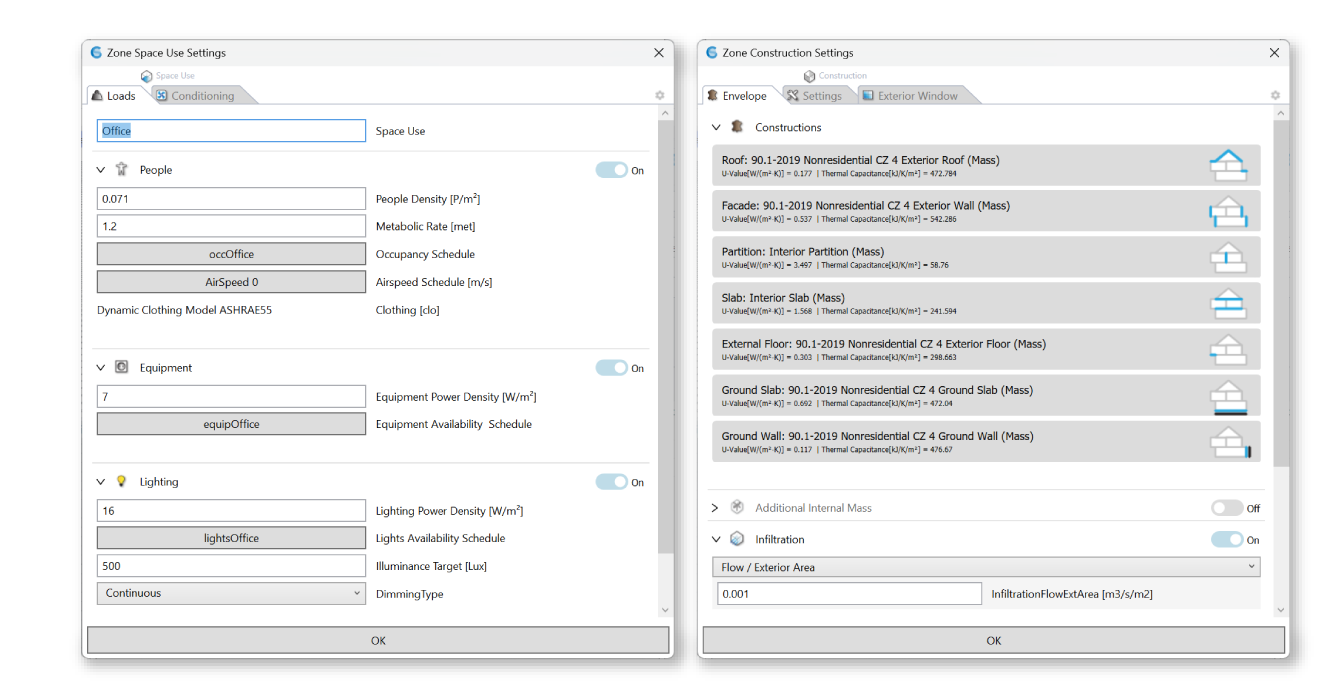 Zone Space Use Settings
Space Use
Loads
Conditioning
Office
Space Use
People
On
0.071
People Density [P/m²]
1.2
Metabolic Rate [met]
occOffice
Occupancy Schedule
AirSpeed 0
Airspeed Schedule [m/s]
Dynamic Clothing Model ASHRAE55
Clothing [clo]
Equipment
On
7
Equipment Power Density [W/m²]
equipOffice
Equipment Availability Schedule
Lighting
On
16
Lighting Power Density [W/m²]
lightsOffice
Lights Availability Schedule
500
Illuminance Target [Lux]
Continuous
DimmingType
OK
Zone Construction Settings
Construction
Envelope
Settings
Exterior Window
Constructions
Roof: 90.1-2019 Nonresidential CZ 4 Exterior Roof (Mass)
U-Value[W/(m²·K)] = 0.177 | Thermal Capacitance[kJ/K/m²] = 472.784
Facade: 90.1-2019 Nonresidential CZ 4 Exterior Wall (Mass)
U-Value[W/(m²·K)] = 0.537 | Thermal Capacitance[kJ/K/m²] = 542.286
Partition: Interior Partition (Mass)
U-Value[W/(m²·K)] = 3.497 | Thermal Capacitance[kJ/K/m²] = 58.76
Slab: Interior Slab (Mass)
U-Value[W/(m²·K)] = 1.568 | Thermal Capacitance[kJ/K/m²] = 241.594
External Floor: 90.1-2019 Nonresidential CZ 4 Exterior Floor (Mass)
U-Value[W/(m²·K)] = 0.303 | Thermal Capacitance[kJ/K/m²] = 298.663
Ground Slab: 90.1-2019 Nonresidential CZ 4 Ground Slab (Mass)
U-Value[W/(m²·K)] = 0.692 | Thermal Capacitance[kJ/K/m²] = 472.04
Ground Wall: 90.1-2019 Nonresidential CZ 4 Ground Wall (Mass)
U-Value[W/(m²·K)] = 0.117 | Thermal Capacitance[kJ/K/m²] = 476.67
Additional Internal Mass
Off
Infiltration
On
Flow / Exterior Area
0.001
InfiltrationFlowExtArea [m3/s/m2]
OK